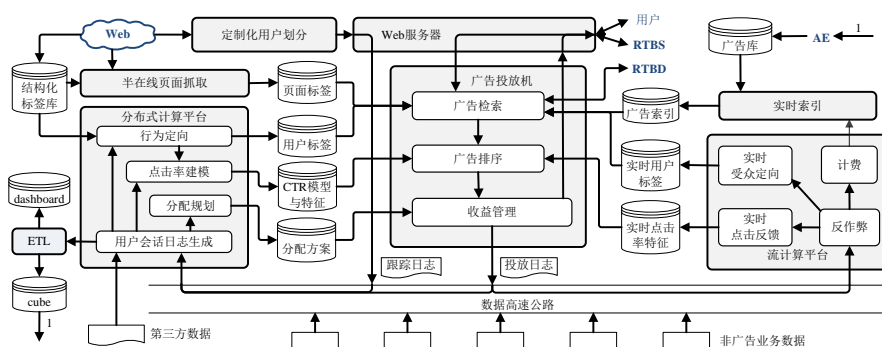 Web
定制化用户划分
Web服务器
用户
RTBS
RTBD
广告库
AE
1
结构化
标签库
半在线页面抓取
页面标签
广告投放机
广告检索
广告索引
实时索引
分布式计算平台
行为定向
用户标签
点击率建模
CTR模型
与特征
广告排序
实时用户
标签
实时
受众定向
计费
dashboard
分配规划
收益管理
实时点击
率特征
实时
点击反馈
反作弊
ETL
用户会话日志生成
分配方案
流计算平台
跟踪日志
投放日志
cube
数据高速公路
1
第三方数据
非广告业务数据